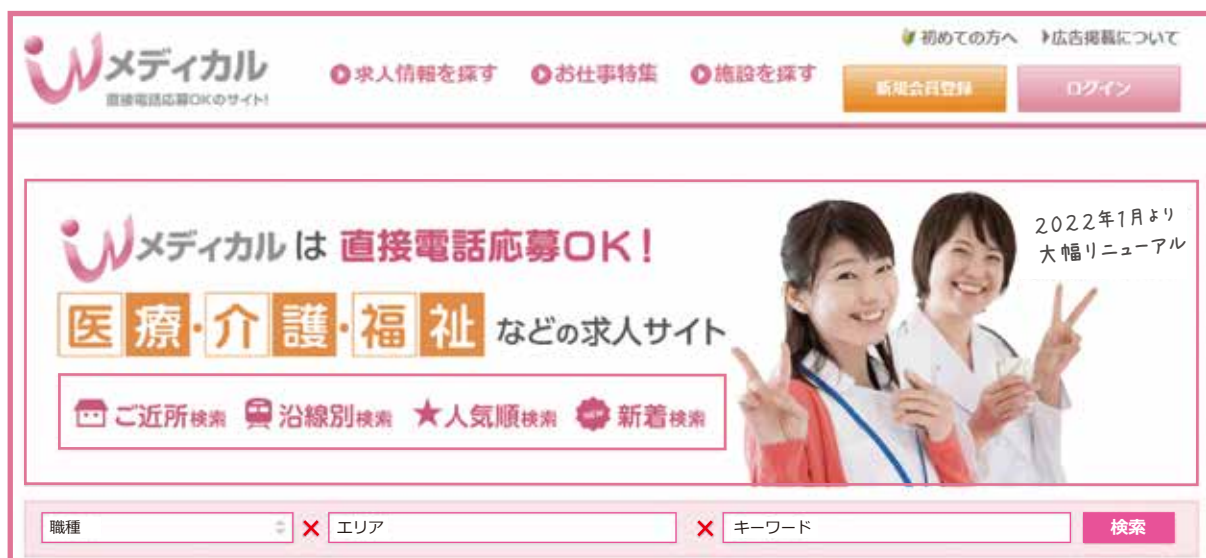 初めての方へ 広告掲載について
Wメディカル
直接電話応募OKのサイト!
求人情報を探す お仕事特集 施設を探す
新規会員登録 ログイン
Wメディカルは 直接電話応募OK!
医療・介護・福祉などの求人サイト
2022年1月より
大幅リニューアル
ご近所検索 沿線別検索 ★人気順検索 NEW 新着検索
職種 × エリア × キーワード 検索